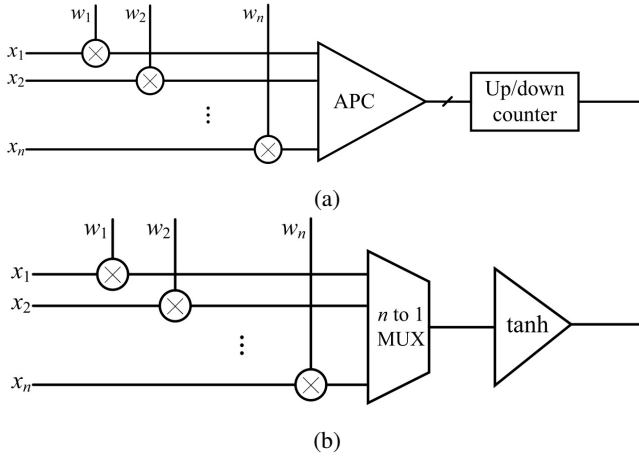 w₁ w₂ wₙ
x₁
x₂
APC
Up/down
counter
⋮
xₙ
(a)
w₁ w₂ wₙ
x₁
x₂
n to 1
MUX
tanh
⋮
xₙ
(b)